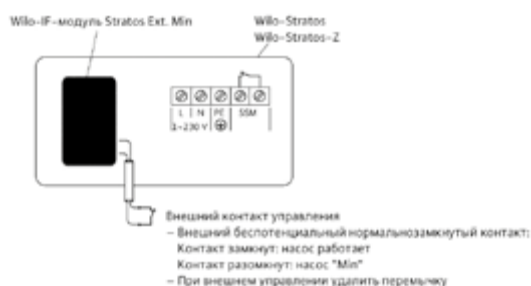 Wilo-IF-модуль Stratos Ext. Min
Wilo-Stratos
Wilo-Stratos-Z
L N PE SSM
1~230 V
Внешний контакт управления
– Внешний беспотенциальный нормальнозамкнутый контакт:
Контакт замкнут: насос работает
Контакт разомкнут: насос "Min"
– При внешнем управлении удалить перемычку